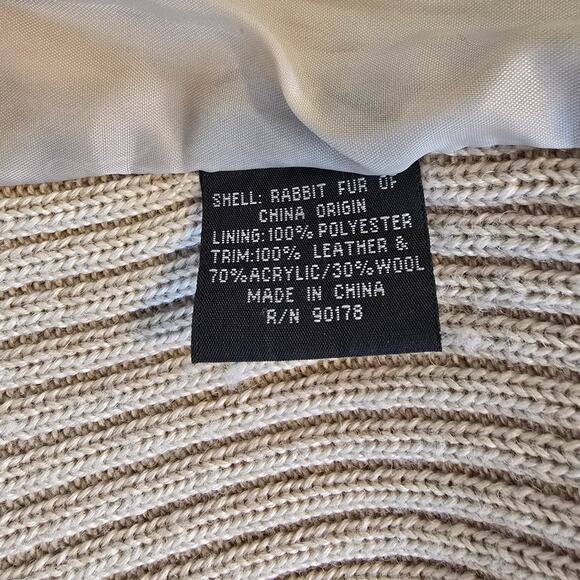 SHELL: RABBIT FUR OF
CHINA ORIGIN
LINING:100% POLYESTER
TRIM:100% LEATHER &
70%ACRYLIC/30%WOOL
MADE IN CHINA
R/N 90178